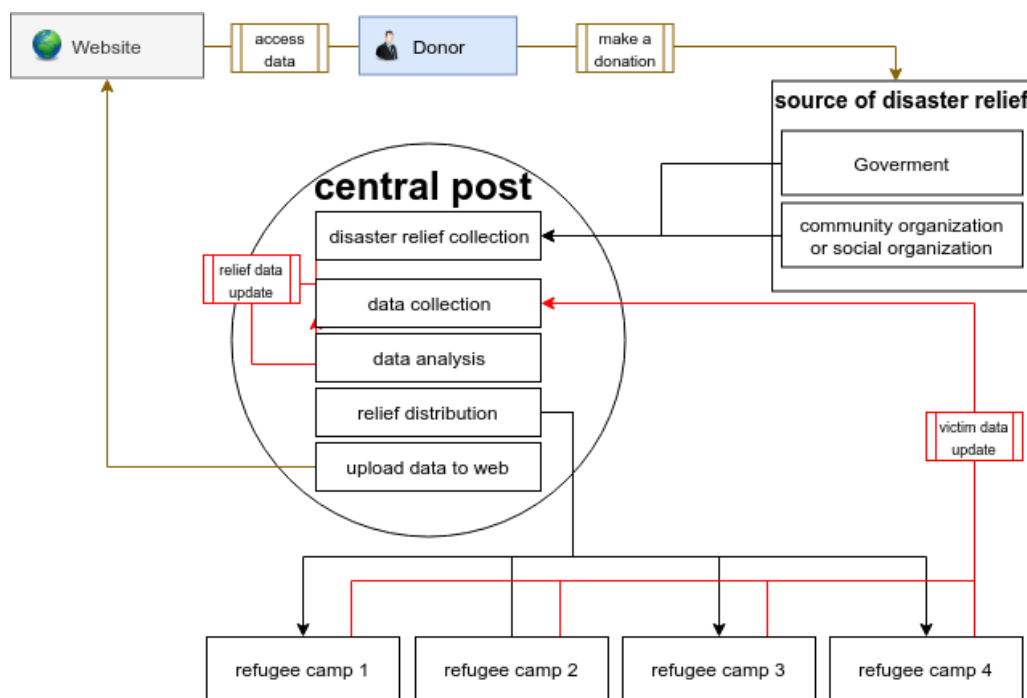 Website
access
data
Donor
make a
donation
source of disaster relief
Goverment
community organization
or social organization
central post
disaster relief collection
relief data
update
data collection
data analysis
relief distribution
upload data to web
victim data
update
refugee camp 1
refugee camp 2
refugee camp 3
refugee camp 4